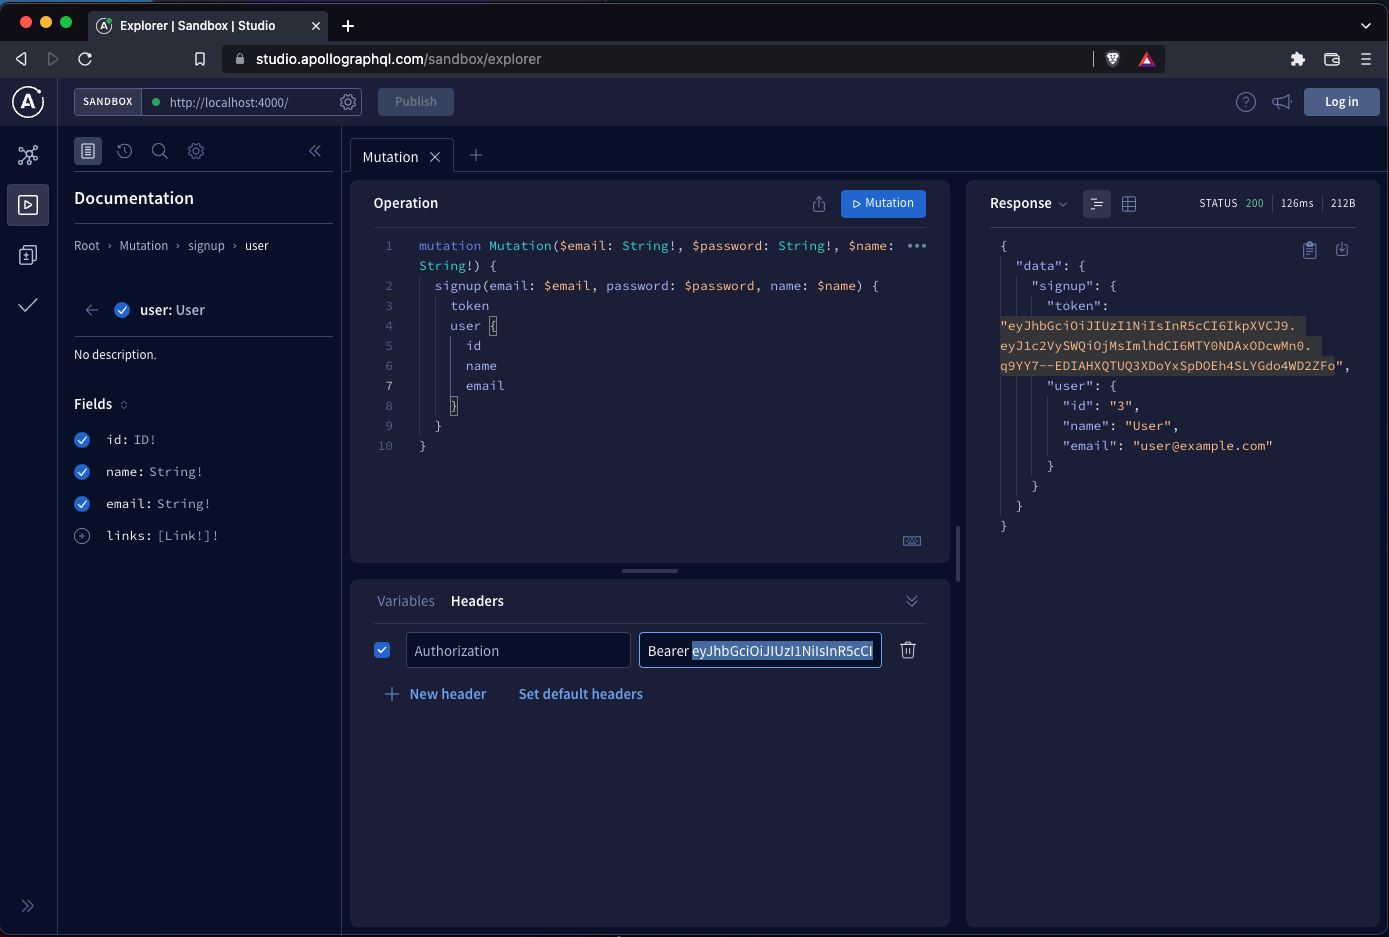 Explorer | Sandbox | Studio
studio.apollographql.com/sandbox/explorer
SANDBOX
http://localhost:4000/
Publish
Log in
Documentation
Root › Mutation › signup › user
user: User
No description.
Fields
id: ID!
name: String!
email: String!
links: [Link!]!
Mutation
Operation
Mutation
1 mutation Mutation($email: String!, $password: String!, $name:
String!) {
2 signup(email: $email, password: $password, name: $name) {
3 token
4 user {
5 id
6 name
7 email
8 }
9 }
10 }
Variables Headers
Authorization
Bearer eyJhbGciOiJIUzI1NiIsInR5cCI
New header
Set default headers
Response
STATUS 200
126ms
212B
{
"data": {
"signup": {
"token":
"eyJhbGciOiJIUzI1NiIsInR5cCI6IkpXVCJ9.
eyJ1c2VySWQiOjMsImlhdCI6MTY0NDAxODcwMn0.
q9YY7--EDIAHXQTUQ3XDoYxSpDOEh4SLYGdo4WD2ZFo",
"user": {
"id": "3",
"name": "User",
"email": "user@example.com"
}
}
}
}